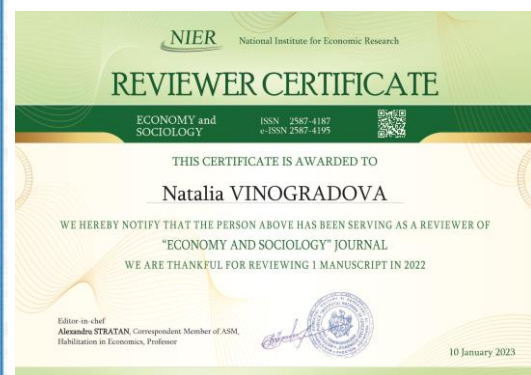 NIER National Institute for Economic Research
REVIEWER CERTIFICATE
ECONOMY and
SOCIOLOGY
ISSN 2587-4187
e-ISSN 2587-4195
THIS CERTIFICATE IS AWARDED TO
Natalia VINOGRADOVA
WE HEREBY NOTIFY THAT THE PERSON ABOVE HAS BEEN SERVING AS A REVIEWER OF
“ECONOMY AND SOCIOLOGY” JOURNAL
WE ARE THANKFUL FOR REVIEWING 1 MANUSCRIPT IN 2022
Editor-in-chef
Alexandru STRATAN, Correspondent Member of ASM,
Habilitation in Economics, Professor
10 January 2023